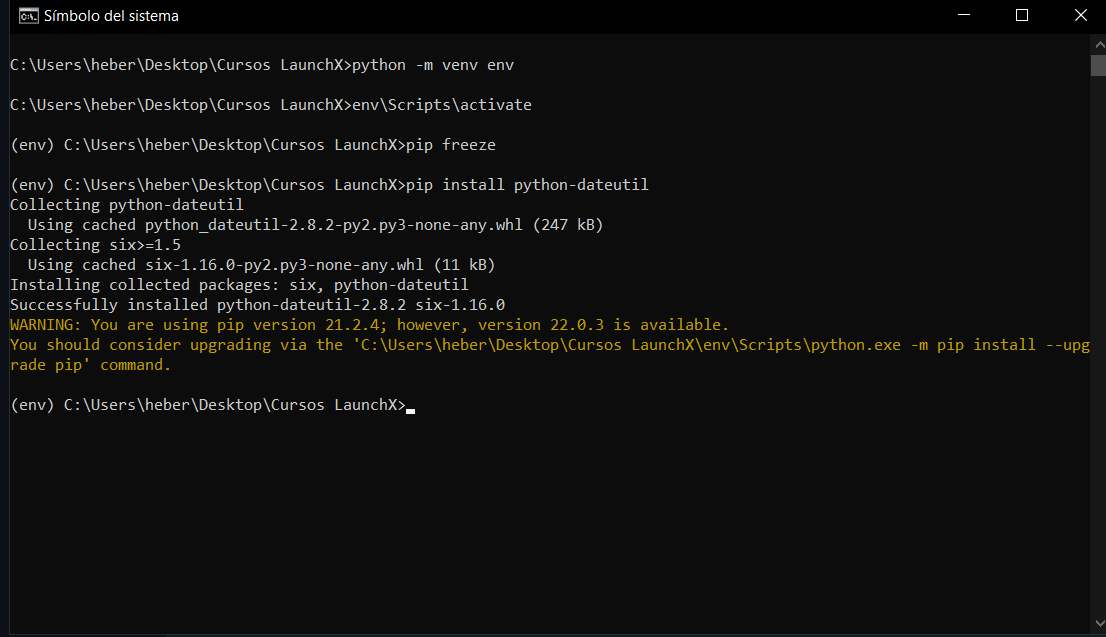 Símbolo del sistema
C:\Users\heber\Desktop\Cursos LaunchX>python -m venv env
C:\Users\heber\Desktop\Cursos LaunchX>env\Scripts\activate
(env) C:\Users\heber\Desktop\Cursos LaunchX>pip freeze
(env) C:\Users\heber\Desktop\Cursos LaunchX>pip install python-dateutil
Collecting python-dateutil
  Using cached python_dateutil-2.8.2-py2.py3-none-any.whl (247 kB)
Collecting six>=1.5
  Using cached six-1.16.0-py2.py3-none-any.whl (11 kB)
Installing collected packages: six, python-dateutil
Successfully installed python-dateutil-2.8.2 six-1.16.0
WARNING: You are using pip version 21.2.4; however, version 22.0.3 is available.
You should consider upgrading via the 'C:\Users\heber\Desktop\Cursos LaunchX\env\Scripts\python.exe -m pip install --upg
rade pip' command.
(env) C:\Users\heber\Desktop\Cursos LaunchX>